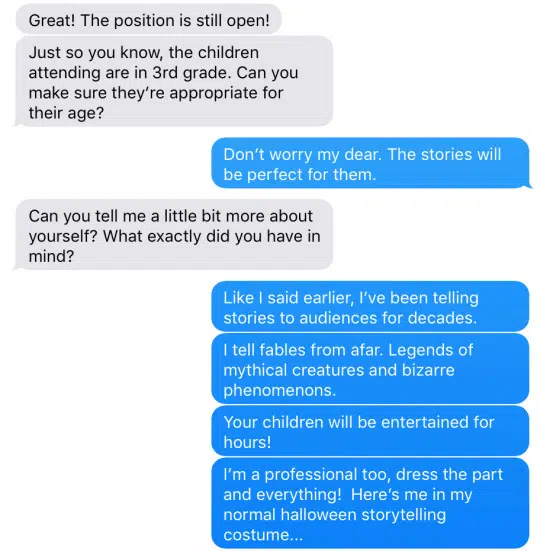 Great! The position is still open!
Just so you know, the children
attending are in 3rd grade. Can you
make sure they're appropriate for
their age?
Don't worry my dear. The stories will
be perfect for them.
Can you tell me a little bit more about
yourself? What exactly did you have in
mind?
Like I said earlier, I've been telling
stories to audiences for decades.
I tell fables from afar. Legends of
mythical creatures and bizarre
phenomenons.
Your children will be entertained for
hours!
I'm a professional too, dress the part
and everything!  Here's me in my
normal halloween storytelling
costume...